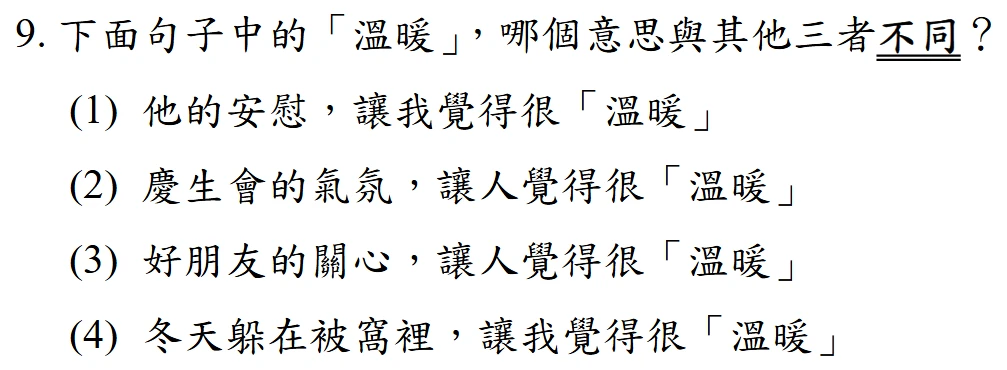 9. 下面句子中的「溫暖」，哪個意思與其他三者不同？
(1) 他的安慰，讓我覺得很「溫暖」
(2) 慶生會的氣氛，讓人覺得很「溫暖」
(3) 好朋友的關心，讓人覺得很「溫暖」
(4) 冬天躲在被窩裡，讓我覺得很「溫暖」